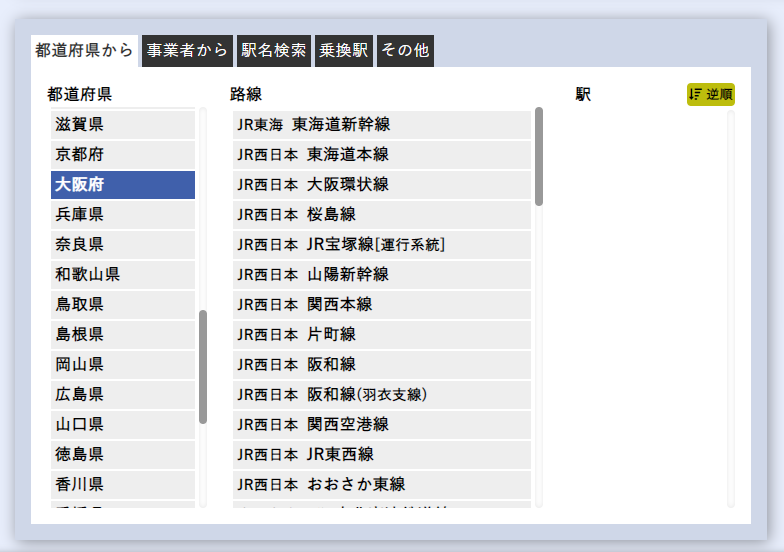 都道府県から 事業者から 駅名検索 乗換駅 その他
都道府県 路線 駅 逆順
滋賀県
京都府
大阪府
兵庫県
奈良県
和歌山県
鳥取県
島根県
岡山県
広島県
山口県
徳島県
香川県
JR東海 東海道新幹線
JR西日本 東海道本線
JR西日本 大阪環状線
JR西日本 桜島線
JR西日本 JR宝塚線[運行系統]
JR西日本 山陽新幹線
JR西日本 関西本線
JR西日本 片町線
JR西日本 阪和線
JR西日本 阪和線(羽衣支線)
JR西日本 関西空港線
JR西日本 JR東西線
JR西日本 おおさか東線